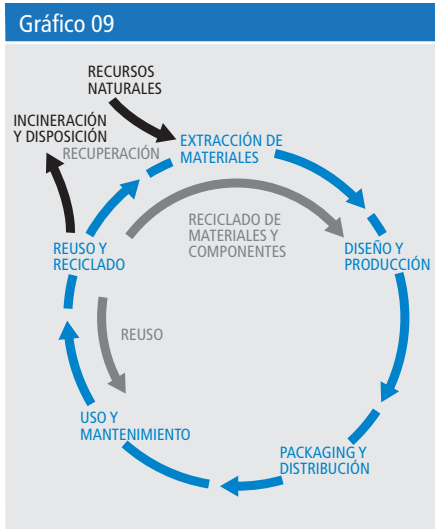 Gráfico 09
RECURSOS
NATURALES
INCINERACIÓN
Y DISPOSICIÓN
RECUPERACIÓN
EXTRACCIÓN DE
MATERIALES
RECICLADO DE
MATERIALES Y
COMPONENTES
REUSO Y
RECICLADO
DISEÑO Y
PRODUCCIÓN
REUSO
USO Y
MANTENIMIENTO
PACKAGING Y
DISTRIBUCIÓN